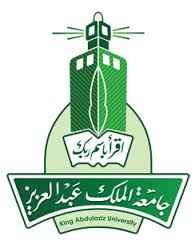 اقرأ باسم ربك
جامعة الملك عبد العزيز
King Abdulaziz University